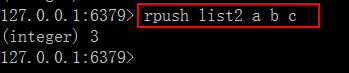 127.0.0.1:6379> rpush list2 a b c
(integer) 3
127.0.0.1:6379>